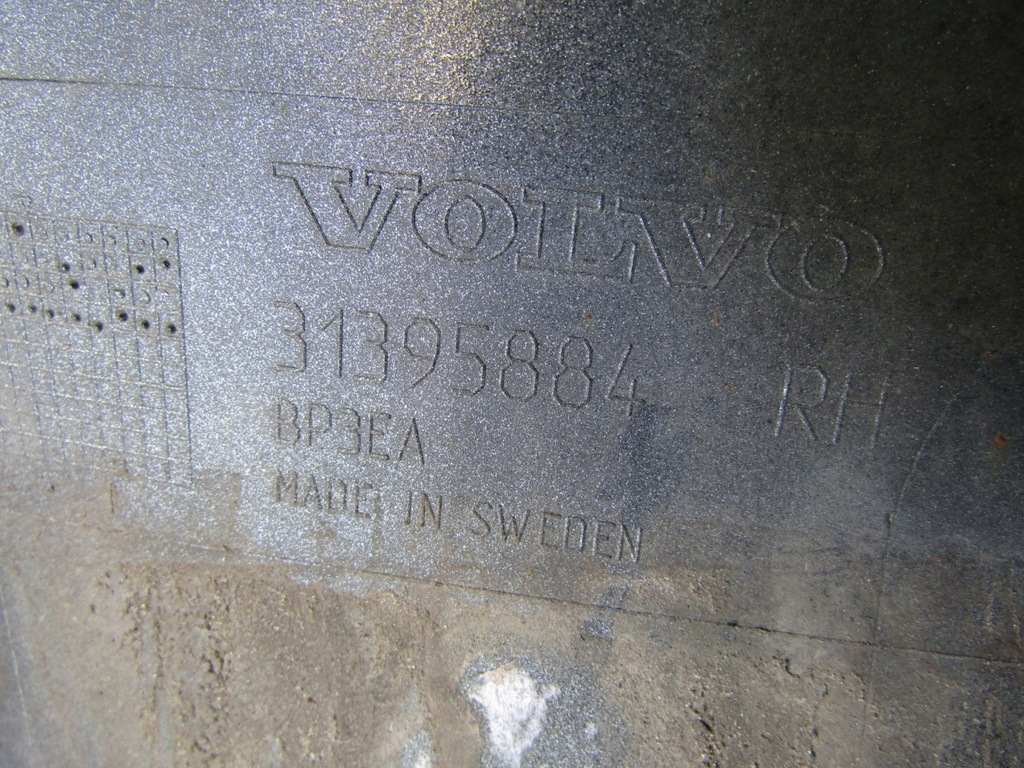 VOLVO
31395884 RH
BP3EA
MADE IN SWEDEN